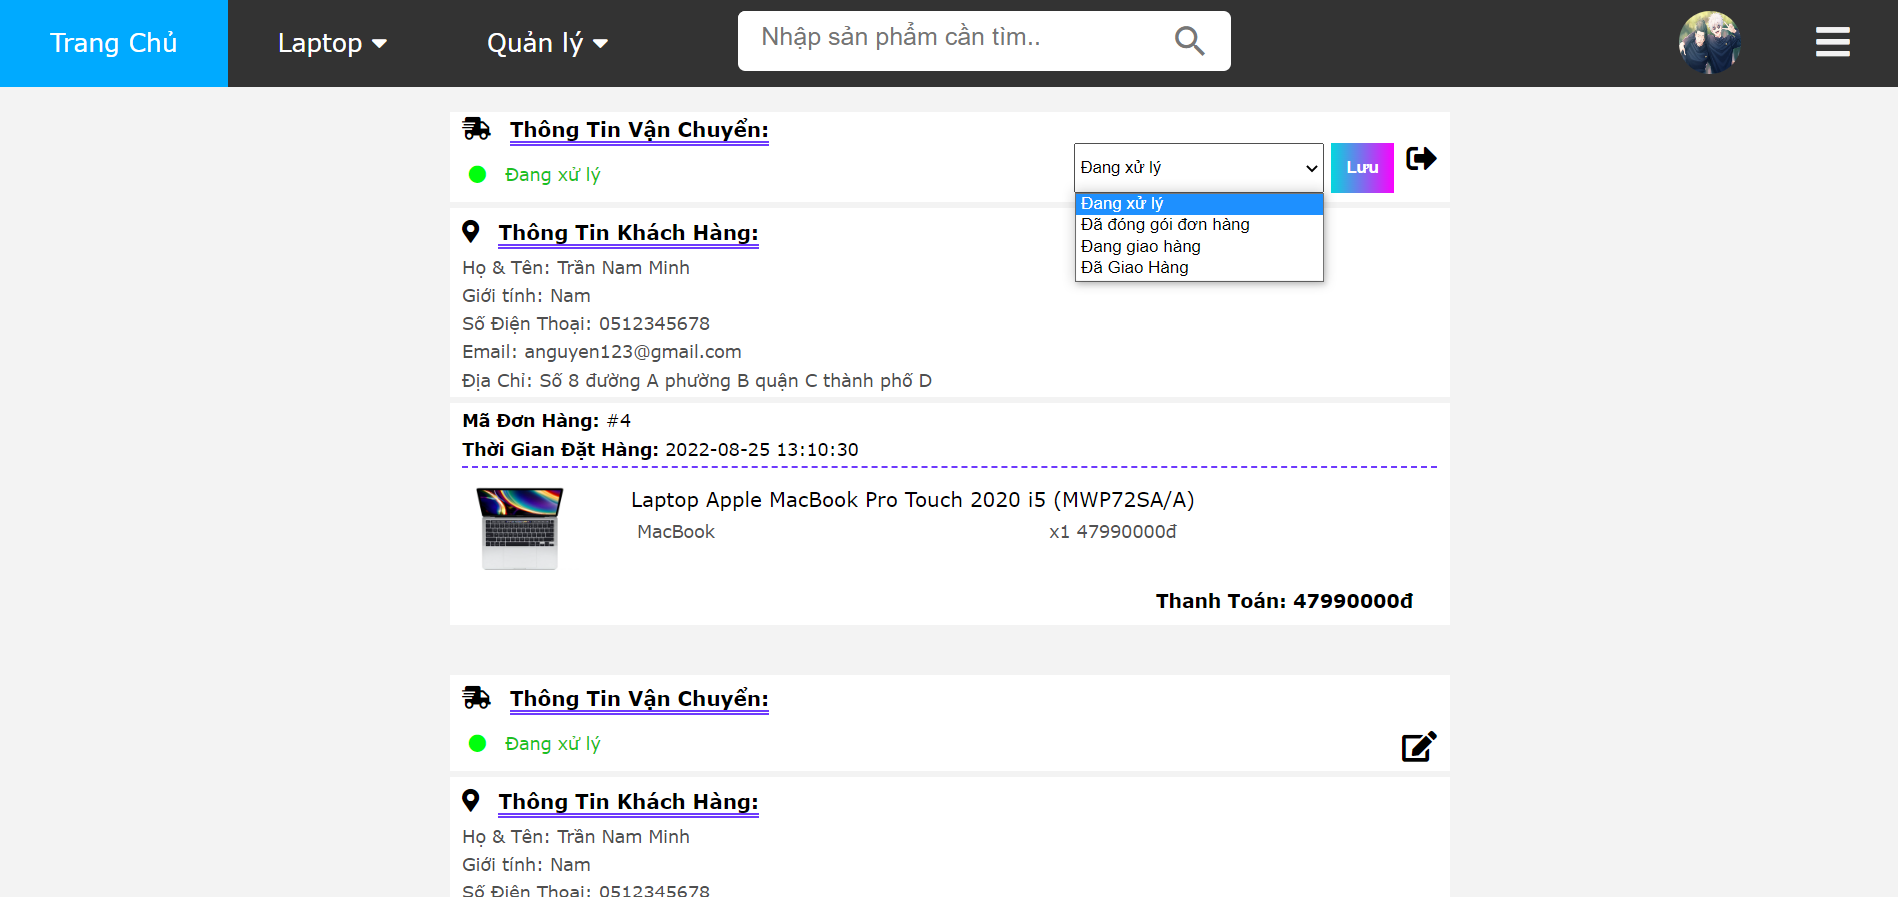 Trang Chủ
Laptop
Quản lý
Nhập sản phẩm cần tìm..
Thông Tin Vận Chuyển:
Đang xử lý
Đang xử lý
Lưu
Đang xử lý
Đã đóng gói đơn hàng
Đang giao hàng
Đã Giao Hàng
Thông Tin Khách Hàng:
Họ & Tên: Trần Nam Minh
Giới tính: Nam
Số Điện Thoại: 0512345678
Email: anguyen123@gmail.com
Địa Chỉ: Số 8 đường A phường B quận C thành phố D
Mã Đơn Hàng: #4
Thời Gian Đặt Hàng: 2022-08-25 13:10:30
Laptop Apple MacBook Pro Touch 2020 i5 (MWP72SA/A)
MacBook
x1 47990000đ
Thanh Toán: 47990000đ
Thông Tin Vận Chuyển:
Đang xử lý
Thông Tin Khách Hàng:
Họ & Tên: Trần Nam Minh
Giới tính: Nam
Số Điện Thoại: 0512345678